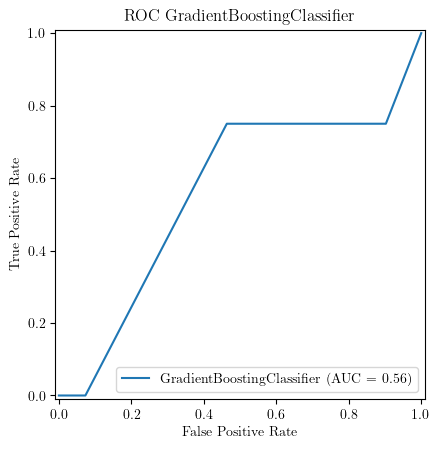 ROC GradientBoostingClassifier
1.0
0.8
0.6
0.4
0.2
0.0
True Positive Rate
GradientBoostingClassifier (AUC = 0.56)
0.0 0.2 0.4 0.6 0.8 1.0
False Positive Rate